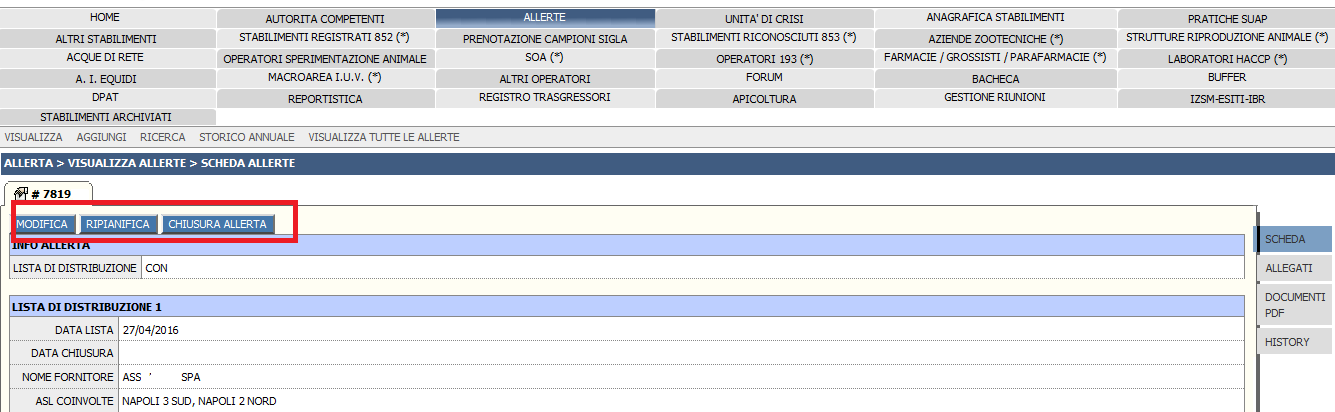 HOME AUTORITA' COMPETENTI ALLERTE UNITA' DI CRISI ANAGRAFICA STABILIMENTI PRATICHE SUAP
ALTRI STABILIMENTI STABILIMENTI REGISTRATI 852 (*) PRENOTAZIONE CAMPIONI SIGLA STABILIMENTI RICONOSCIUTI 853 (*) AZIENDE ZOOTECNICHE (*) STRUTTURE RIPRODUZIONE ANIMALE (*)
ACQUE DI RETE OPERATORI SPERIMENTAZIONE ANIMALE SOA (*) OPERATORI 193 (*) FARMACIE / GROSSISTI / PARAFARMACIE (*) LABORATORI HACCP (*)
A. I. EQUIDI MACROAREA I.U.V. (*) ALTRI OPERATORI FORUM BACHECA BUFFER
DPAT REPORTISTICA REGISTRO TRASGRESSORI APICOLTURA GESTIONE RIUNIONI IZSM-ESITI-IBR
STABILIMENTI ARCHIVIATI
VISUALIZZA AGGIUNGI RICERCA STORICO ANNUALE VISUALIZZA TUTTE LE ALLERTE
ALLERTA > VISUALIZZA ALLERTE > SCHEDA ALLERTE
# 7819
MODIFICA RIPIANIFICA CHIUSURA ALLERTA
INFO ALLERTA
LISTA DI DISTRIBUZIONE CON
LISTA DI DISTRIBUZIONE 1
DATA LISTA 27/04/2016
DATA CHIUSURA
NOME FORNITORE ASS ' SPA
ASL COINVOLTE NAPOLI 3 SUD, NAPOLI 2 NORD
SCHEDA
ALLEGATI
DOCUMENTI
PDF
HISTORY